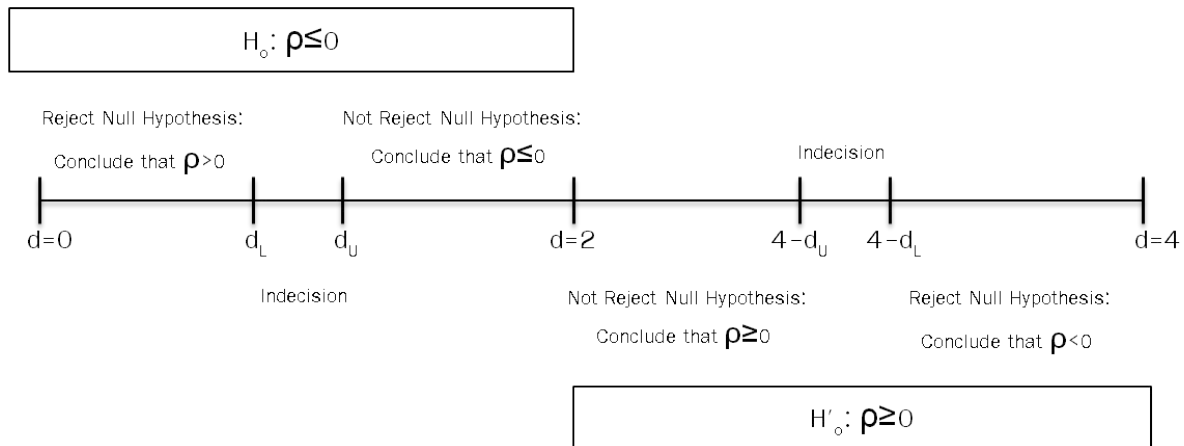 H₀: ρ≤0
Reject Null Hypothesis:
Conclude that ρ>0
Not Reject Null Hypothesis:
Conclude that ρ≤0
Indecision
d=0
d_L
d_U
d=2
4-d_U
4-d_L
d=4
Indecision
Not Reject Null Hypothesis:
Conclude that ρ≥0
Reject Null Hypothesis:
Conclude that ρ<0
H'₀: ρ≥0